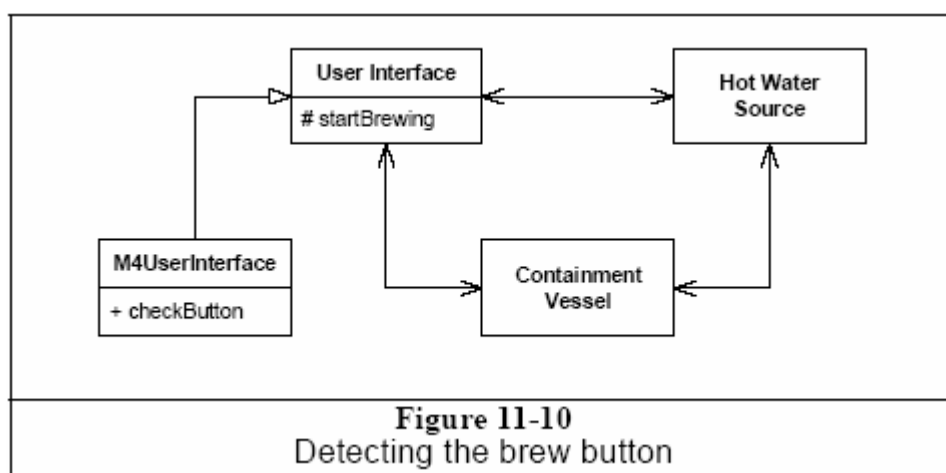 User Interface
# startBrewing
Hot Water
Source
M4UserInterface
+ checkButton
Containment
Vessel
Figure 11-10
Detecting the brew button